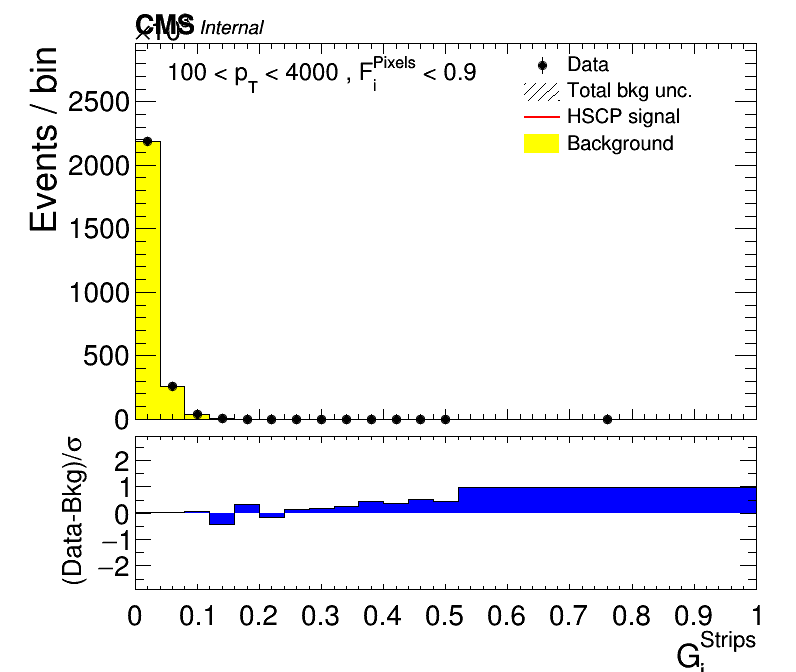 CMS Internal
×10³
100 < p_T < 4000 , F_i^Pixels < 0.9
Data
Total bkg unc.
HSCP signal
Background
Events / bin
2500
2000
1500
1000
500
0
(Data-Bkg)/σ
2
1
0
−1
−2
0 0.1 0.2 0.3 0.4 0.5 0.6 0.7 0.8 0.9 1
G_i^Strips